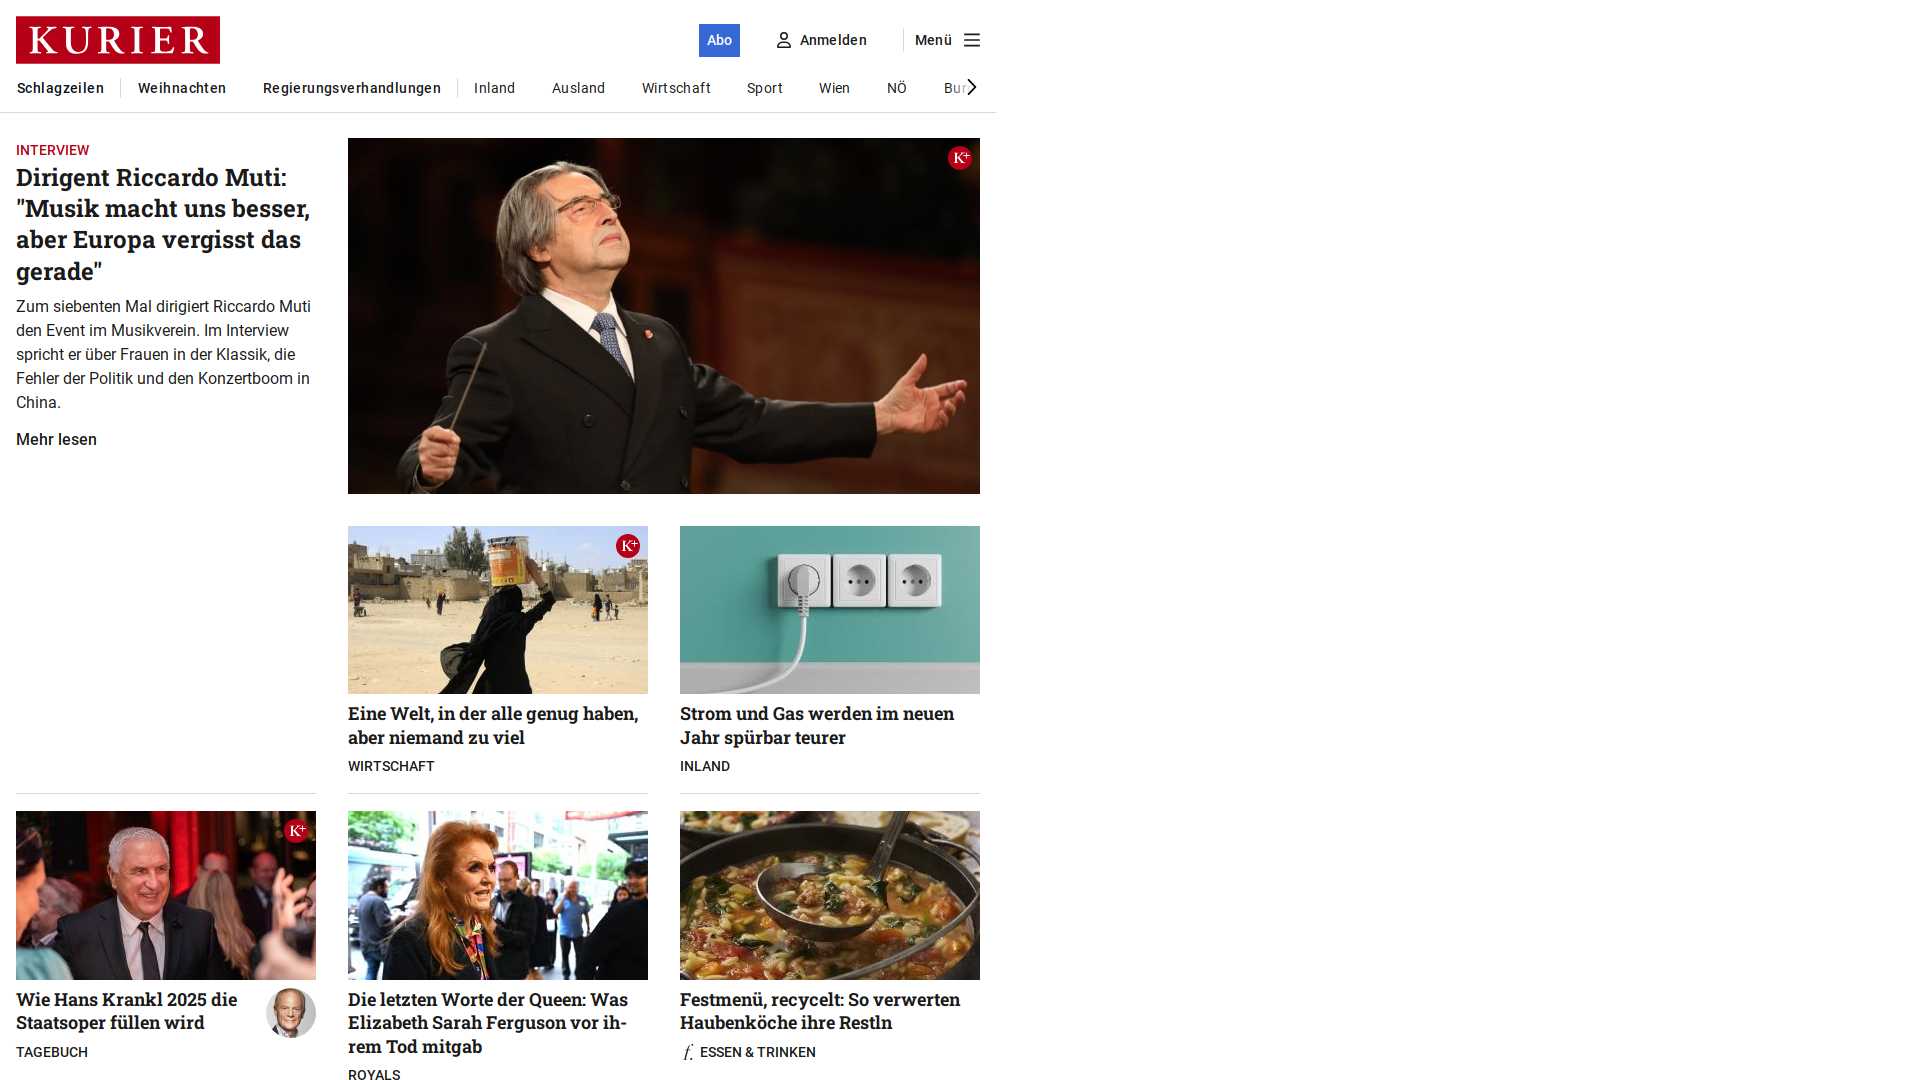 KURIER
Abo
Anmelden
Menü
Schlagzeilen
Weihnachten
Regierungsverhandlungen
Inland
Ausland
Wirtschaft
Sport
Wien
NÖ
Bur
INTERVIEW
Dirigent Riccardo Muti:
"Musik macht uns besser,
aber Europa vergisst das
gerade"
Zum siebenten Mal dirigiert Riccardo Muti
den Event im Musikverein. Im Interview
spricht er über Frauen in der Klassik, die
Fehler der Politik und den Konzertboom in
China.
Mehr lesen
K+
K+
Eine Welt, in der alle genug haben,
aber niemand zu viel
WIRTSCHAFT
Strom und Gas werden im neuen
Jahr spürbar teurer
INLAND
K+
Wie Hans Krankl 2025 die
Staatsoper füllen wird
TAGEBUCH
Die letzten Worte der Queen: Was
Elizabeth Sarah Ferguson vor ih-
rem Tod mitgab
ROYALS
Festmenü, recycelt: So verwerten
Haubenköche ihre Restln
f. ESSEN & TRINKEN